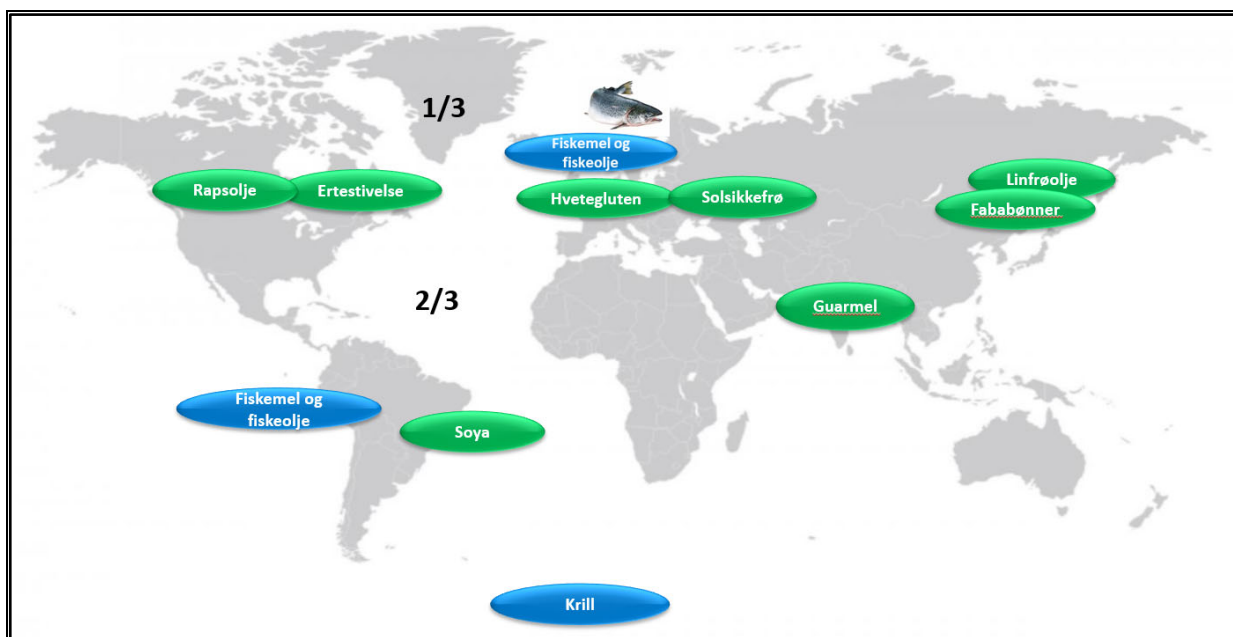 1/3
Fiskemel og
fiskeolje
Rapsolje
Ertestivelse
Hvetegluten
Solsikkefrø
Linfrøolje
Fababønner
2/3
Guarmel
Fiskemel og
fiskeolje
Soya
Krill